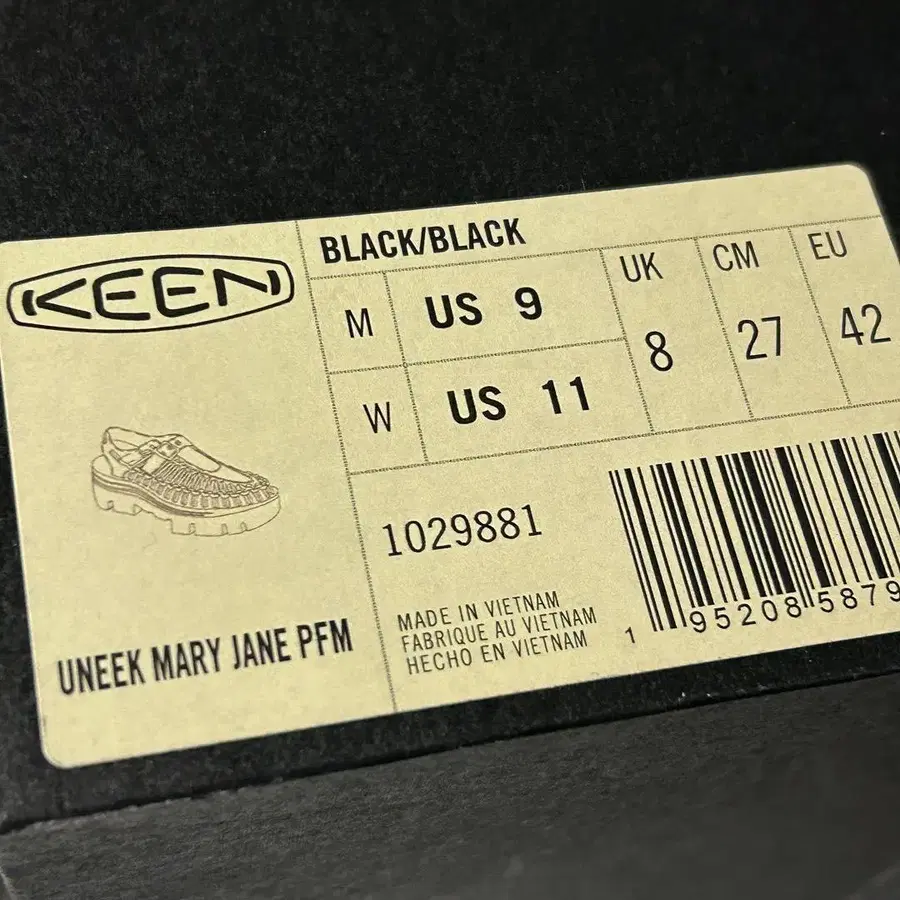 KEEN
BLACK/BLACK
M US 9
W US 11
UK
8
CM
27
EU
42
1029881
MADE IN VIETNAM
FABRIQUE AU VIETNAM
HECHO EN VIETNAM
UNEEK MARY JANE PFM
1 95208 5879